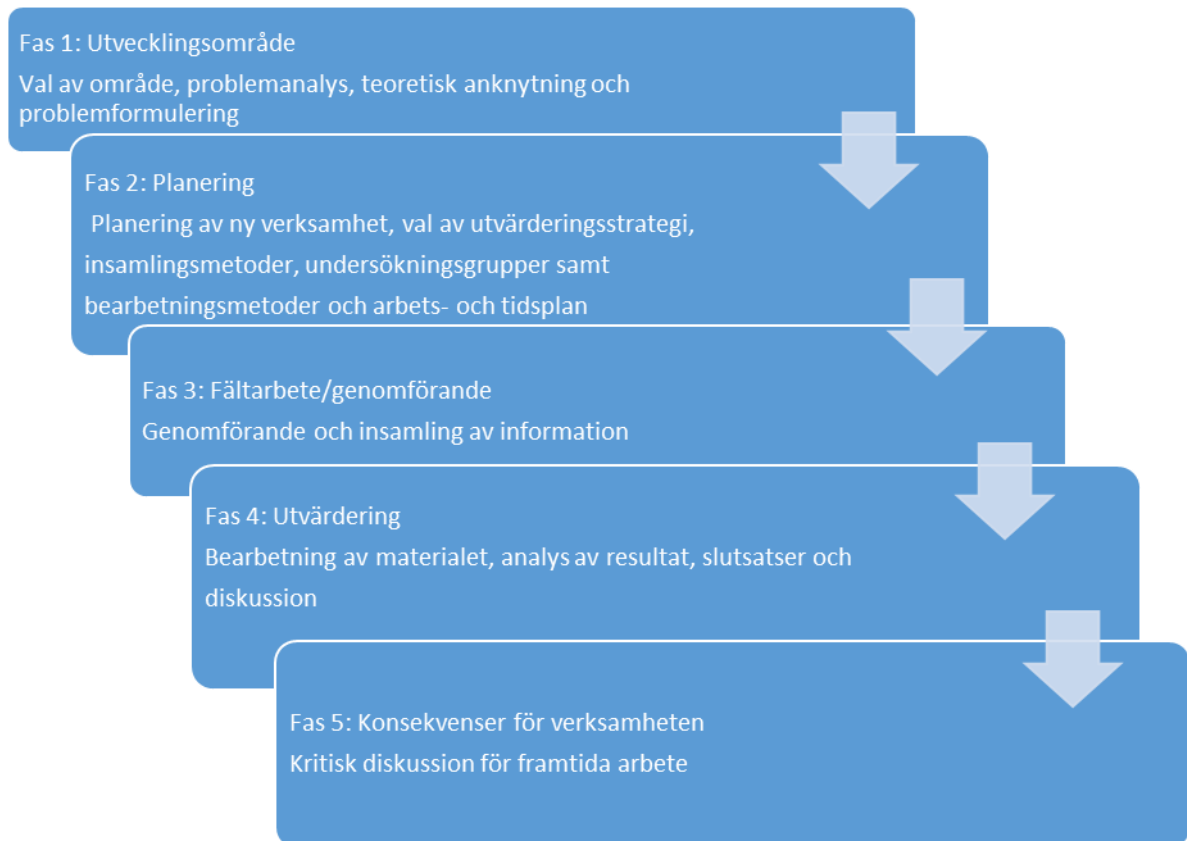 Fas 1: Utvecklingsområde
Val av område, problemanalys, teoretisk anknytning och
problemformulering
Fas 2: Planering
Planering av ny verksamhet, val av utvärderingsstrategi,
insamlingsmetoder, undersökningsgrupper samt
bearbetningsmetoder och arbets- och tidsplan
Fas 3: Fältarbete/genomförande
Genomförande och insamling av information
Fas 4: Utvärdering
Bearbetning av materialet, analys av resultat, slutsatser och
diskussion
Fas 5: Konsekvenser för verksamheten
Kritisk diskussion för framtida arbete